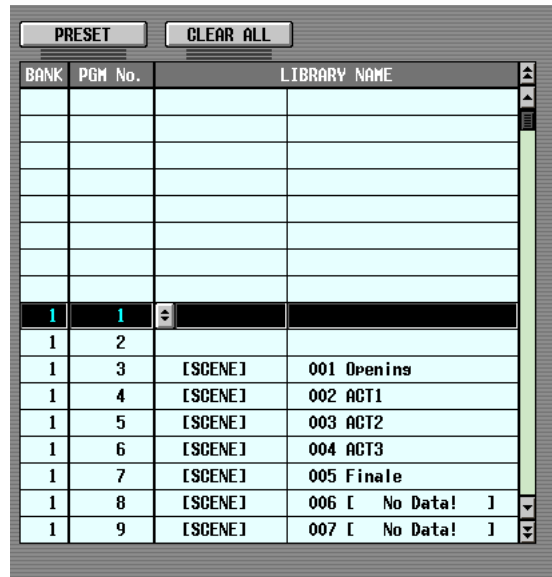 PRESET CLEAR ALL
BANK PGM No. LIBRARY NAME
1 1
1 2
1 3 [SCENE] 001 Opening
1 4 [SCENE] 002 ACT1
1 5 [SCENE] 003 ACT2
1 6 [SCENE] 004 ACT3
1 7 [SCENE] 005 Finale
1 8 [SCENE] 006 [ No Data! ]
1 9 [SCENE] 007 [ No Data! ]